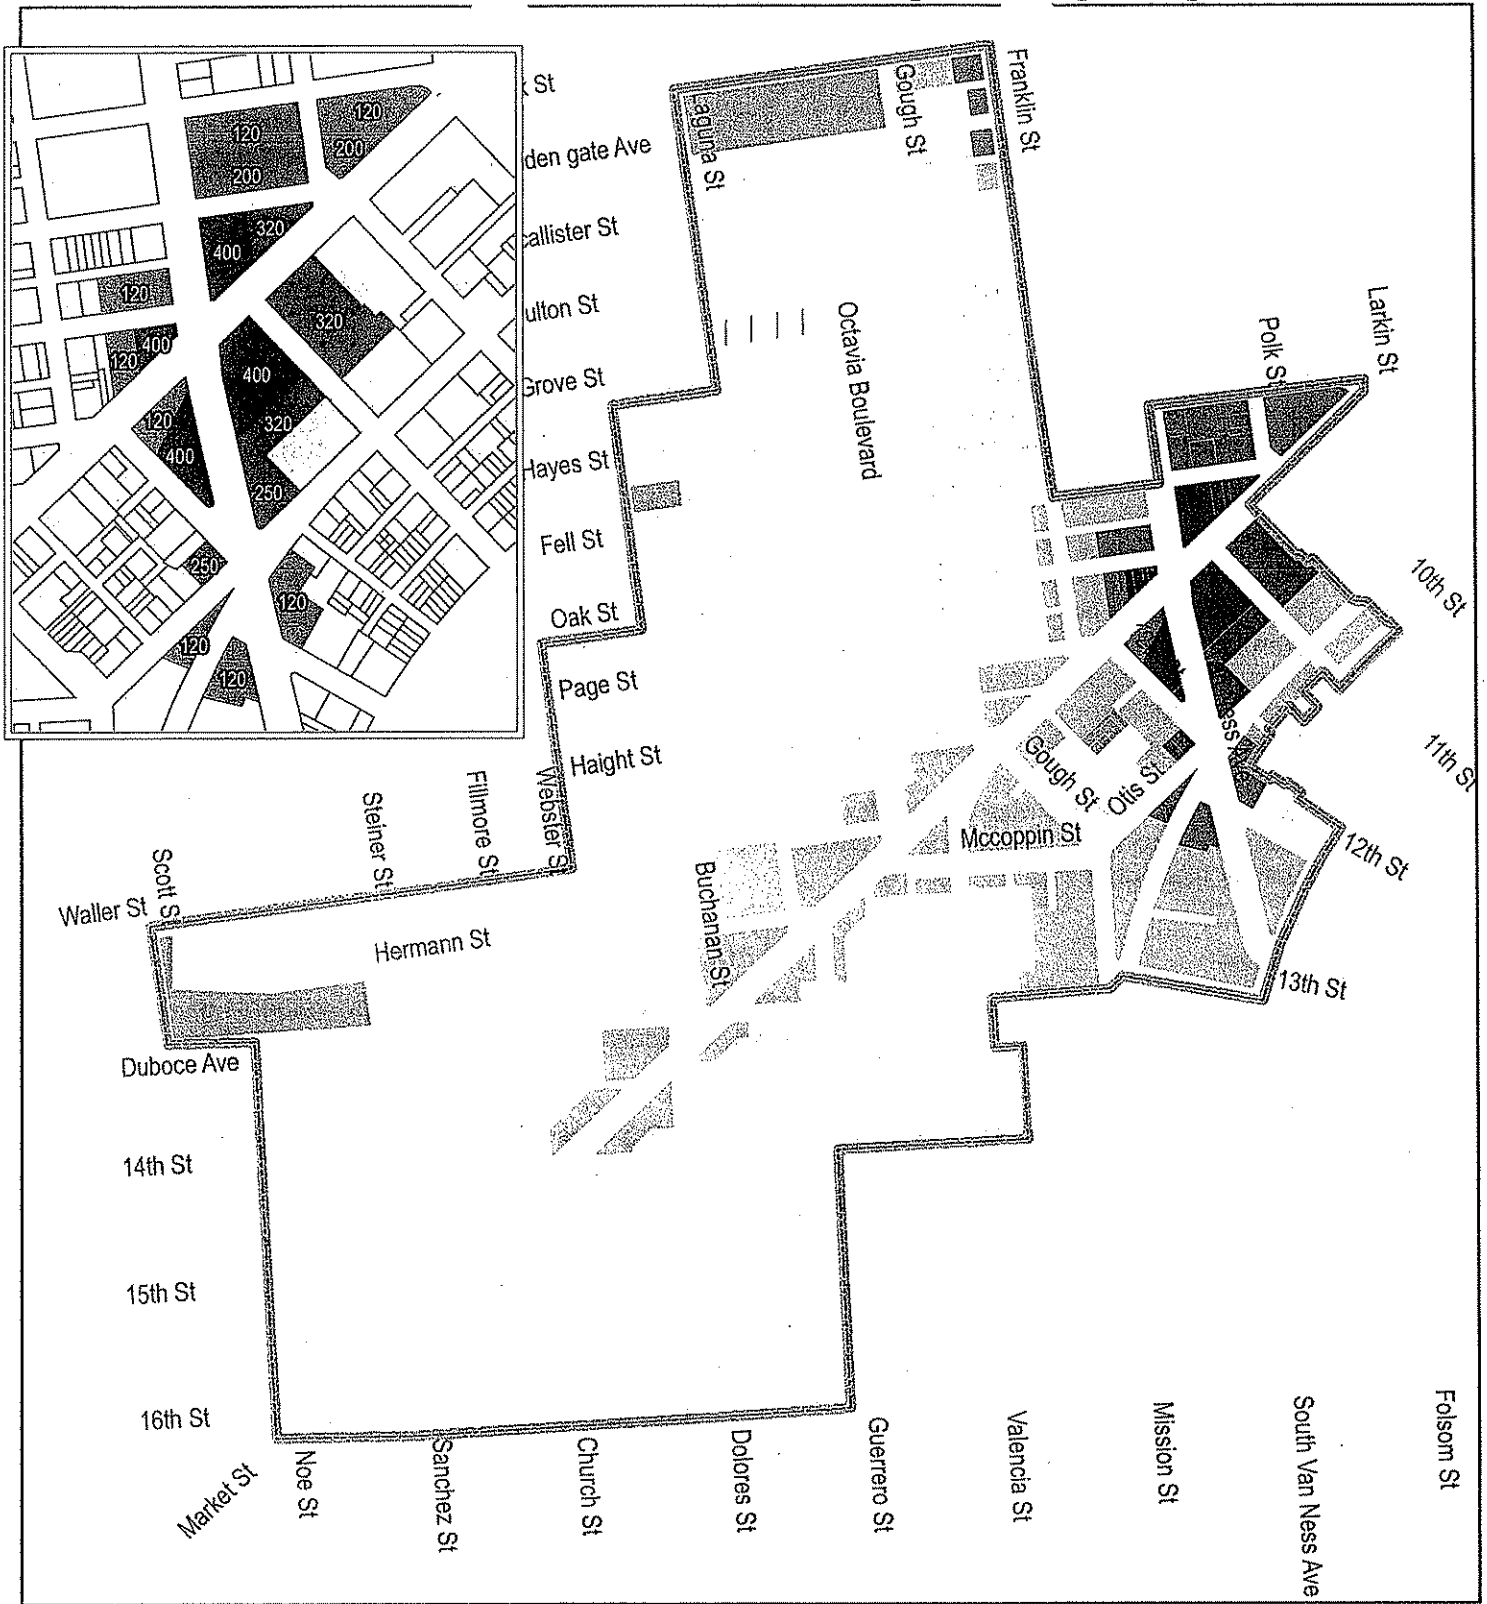 120
120
200
200
320
400
120
320
400
120
400
120
320
400
250
250
120
120
120
k St
den gate Ave
callister St
ulton St
Grove St
Hayes St
Fell St
Oak St
Page St
Haight St
Laguna St
Gough St
Franklin St
Octavia Boulevard
Polk St
Larkin St
10th St
11th St
12th St
13th St
Gough St
Otis St
Mccoppin St
ess
Webster St
Fillmore St
Steiner St
Scott St
Waller St
Hermann St
Buchanan St
Duboce Ave
14th St
15th St
16th St
Market St
Noe St
Sanchez St
Church St
Dolores St
Guerrero St
Valencia St
Mission St
South Van Ness Ave
Folsom St